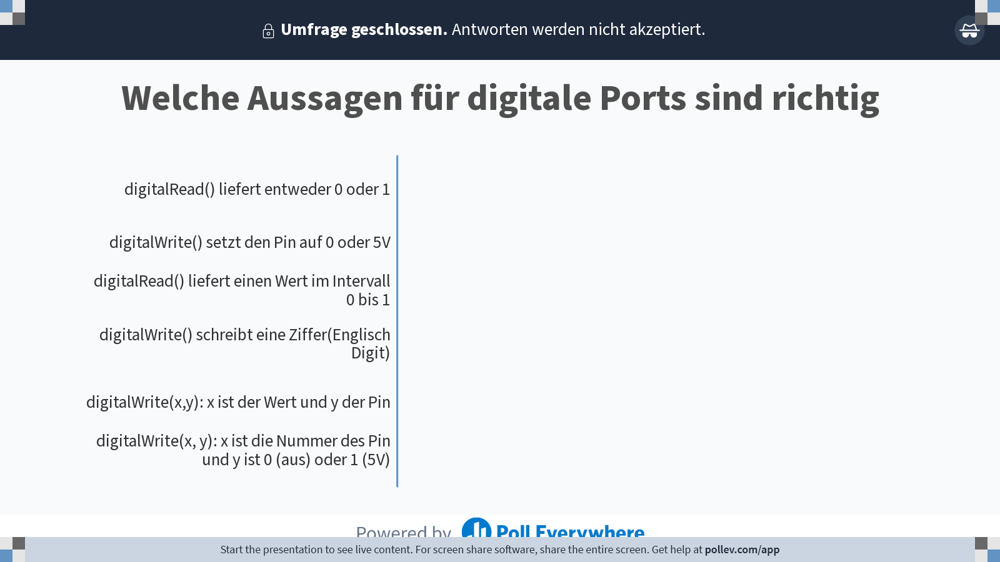 Umfrage geschlossen. Antworten werden nicht akzeptiert.
Welche Aussagen für digitale Ports sind richtig
digitalRead() liefert entweder 0 oder 1
digitalWrite() setzt den Pin auf 0 oder 5V
digitalRead() liefert einen Wert im Intervall
0 bis 1
digitalWrite() schreibt eine Ziffer(Englisch
Digit)
digitalWrite(x,y): x ist der Wert und y der Pin
digitalWrite(x, y): x ist die Nummer des Pin
und y ist 0 (aus) oder 1 (5V)
Powered by Poll Everywhere
Start the presentation to see live content. For screen share software, share the entire screen. Get help at pollev.com/app